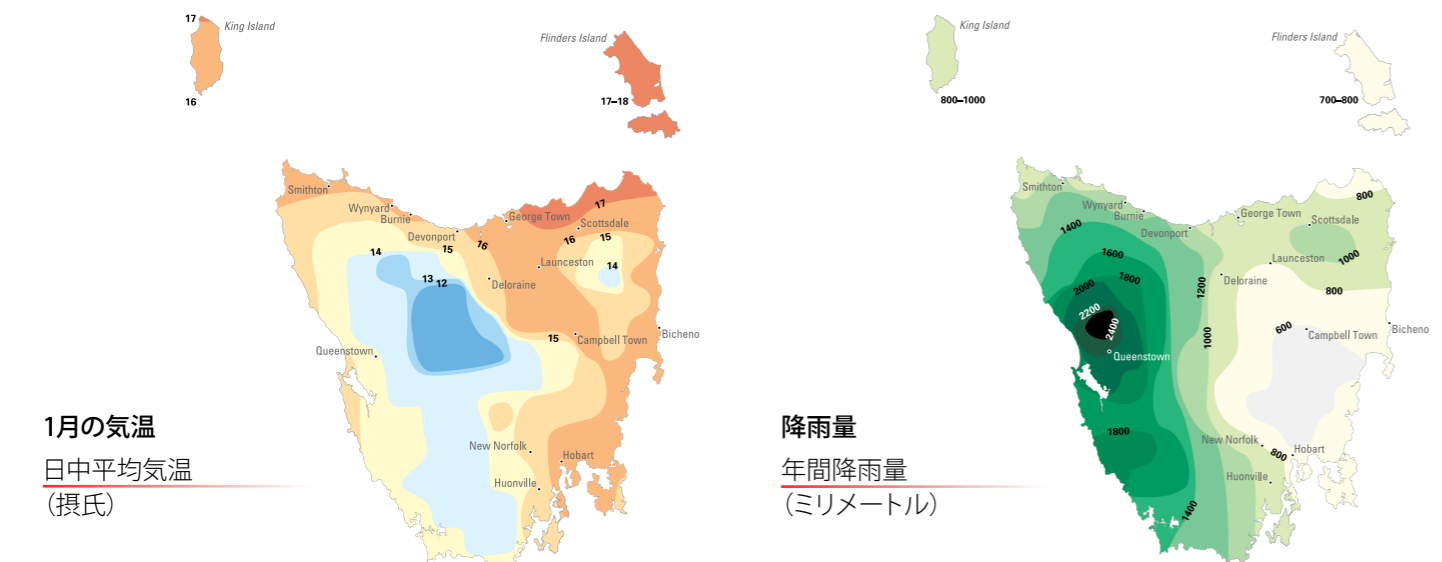 17
King Island
16
Flinders Island
17–18
Smithton
Wynyard
Burnie
Devonport
George Town
17
Scottsdale
16
15
14
15
16
Launceston
14
13
12
Deloraine
15
Campbell Town
Bicheno
Queenstown
New Norfolk
Hobart
Huonville
1月の気温
日中平均気温
（摂氏）
King Island
800–1000
Flinders Island
700–800
Smithton
Wynyard
Burnie
Devonport
George Town
800
Scottsdale
1400
1600
1800
2000
2200
2400
1200
1000
Launceston
1000
Deloraine
800
600
Campbell Town
Bicheno
Queenstown
1800
New Norfolk
800
Hobart
Huonville
1400
降雨量
年間降雨量
（ミリメートル）